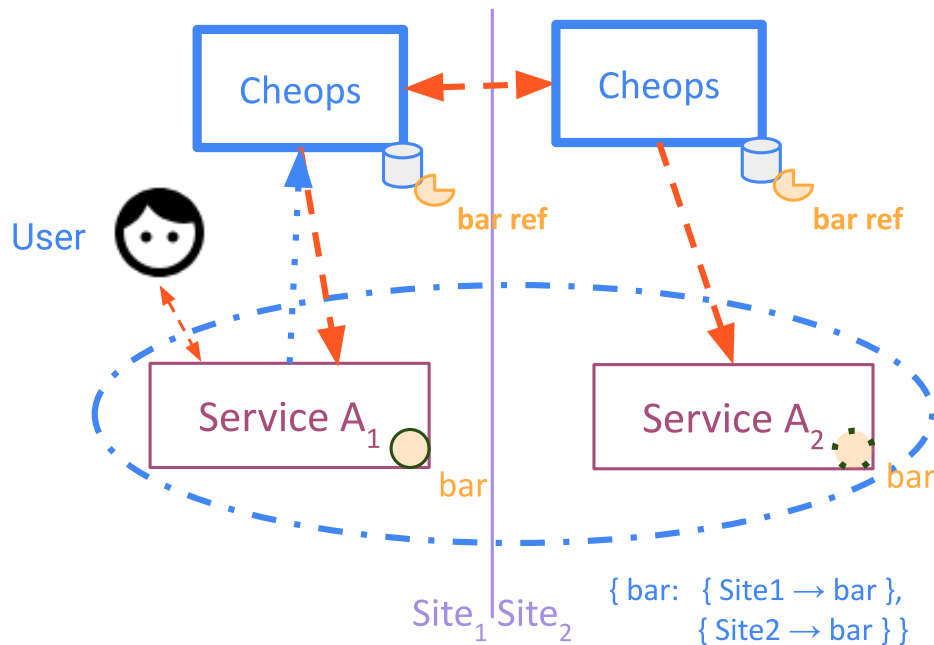 Cheops
Cheops
bar ref
bar ref
User
Service A1
Service A2
bar
bar
Site1
Site2
{ bar: { Site1 → bar },
{ Site2 → bar } }